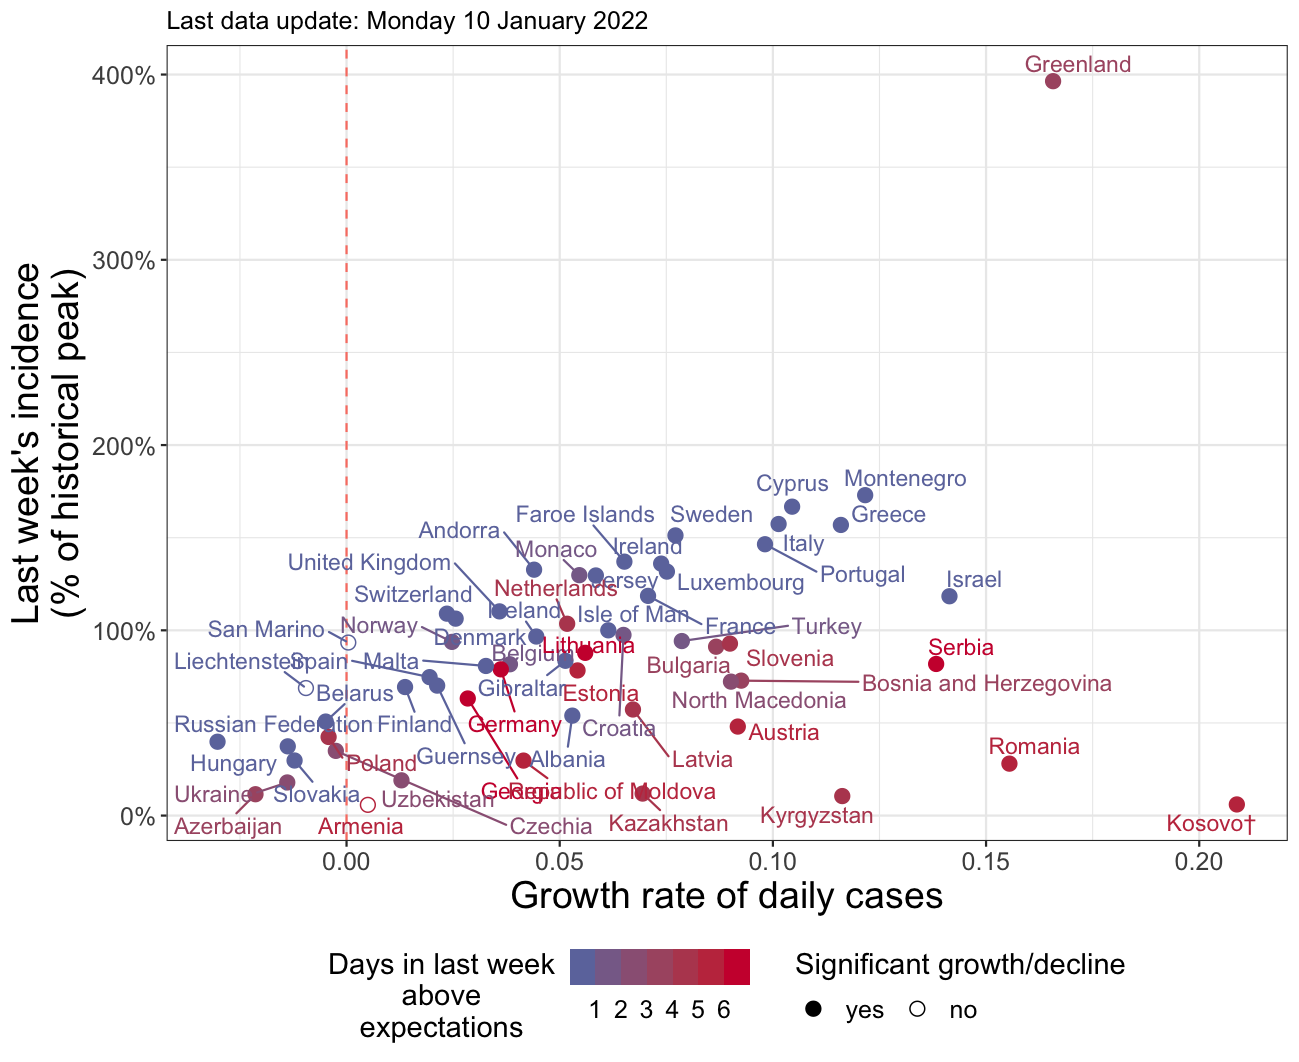 Last data update: Monday 10 January 2022
Last week's incidence
(% of historical peak)
400%
300%
200%
100%
0%
Greenland
Cyprus
Montenegro
Greece
Faroe Islands
Sweden
Andorra
Italy
Monaco
Ireland
United Kingdom
Portugal
Jersey
Luxembourg
Israel
Netherlands
Switzerland
Iceland
Isle of Man
Norway
San Marino
France
Turkey
Denmark
Lithuania
Serbia
Belgium
Liechtenstein
Spain
Malta
Bulgaria
Slovenia
Gibraltar
Bosnia and Herzegovina
Belarus
Estonia
North Macedonia
Russian Federation
Finland
Germany
Croatia
Austria
Romania
Guernsey
Albania
Latvia
Hungary
Poland
Ukraine
Slovakia
Uzbekistan
Georgia
Republic of Moldova
Azerbaijan
Armenia
Czechia
Kazakhstan
Kyrgyzstan
Kosovo†
0.00
0.05
0.10
0.15
0.20
Growth rate of daily cases
Days in last week
above
expectations
1 2 3 4 5 6
Significant growth/decline
yes
no